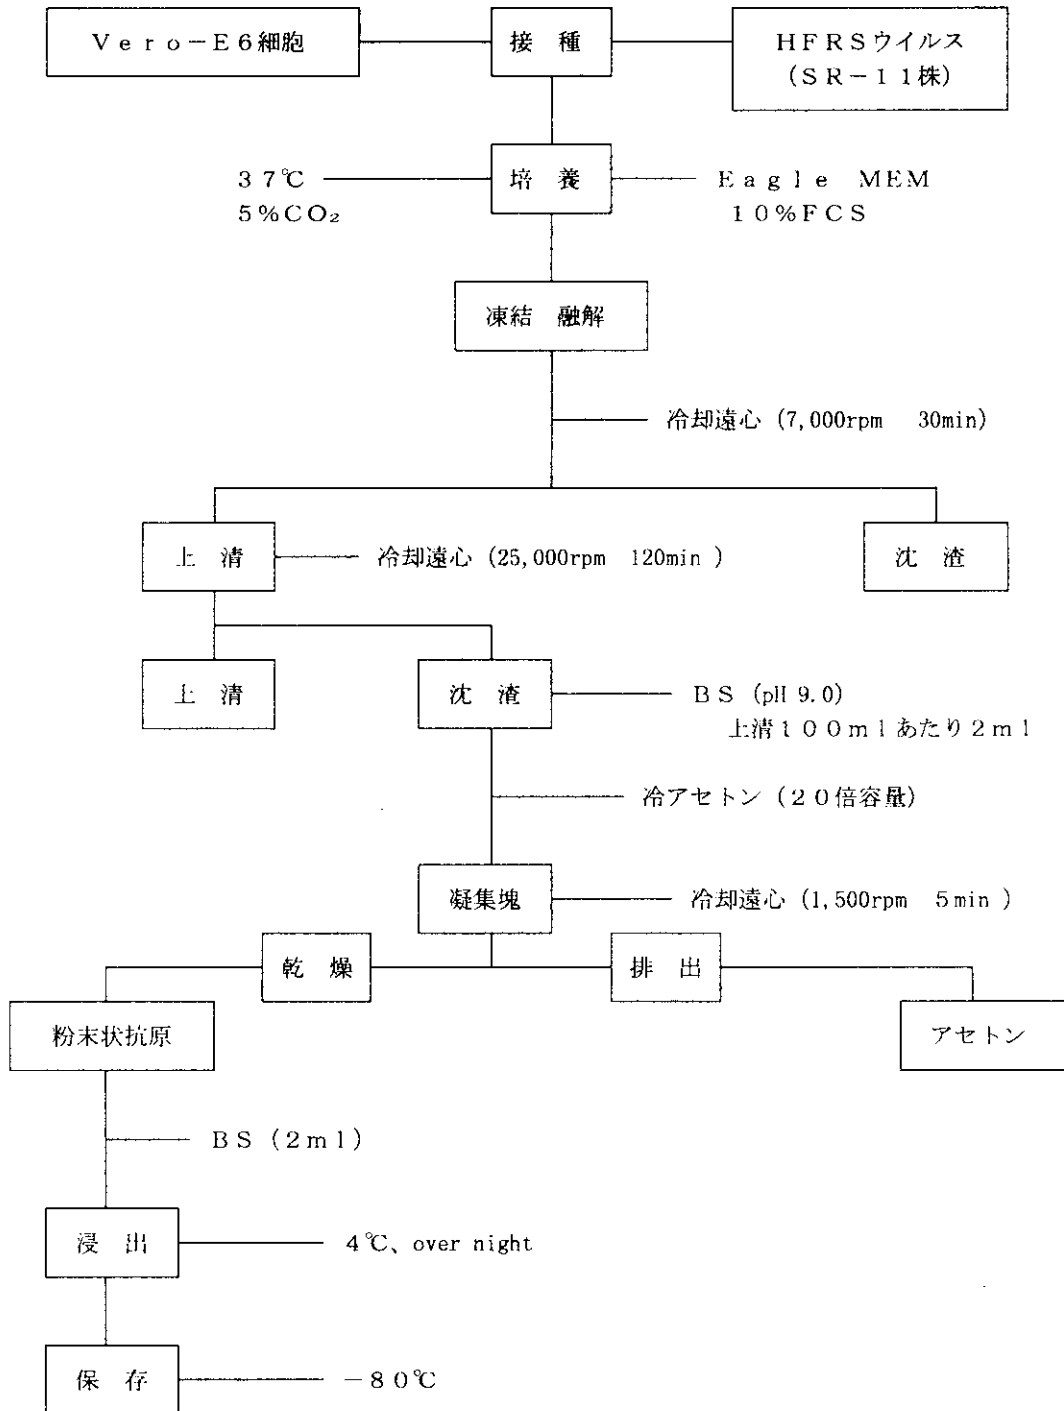 Vero-E6細胞
接 種
HFRSウイルス
(SR-11株)
37℃
5%CO₂
培 養
Eagle MEM
10%FCS
凍結 融解
冷却遠心 (7,000rpm 30min)
上 清
冷却遠心 (25,000rpm 120min )
沈 渣
上 清
沈 渣
BS (pH 9.0)
上清100mlあたり2ml
冷アセトン (20倍容量)
凝集塊
冷却遠心 (1,500rpm 5min )
乾 燥
排 出
粉末状抗原
アセトン
BS (2ml)
浸 出
4℃、over night
保 存
-80℃